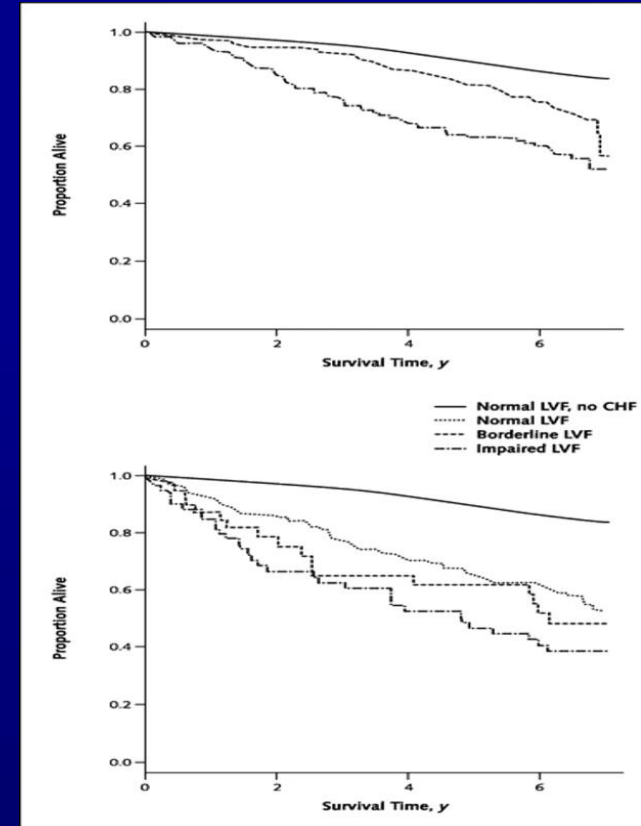 1.0
0.8
0.6
0.4
0.2
0.0
Proportion Alive
0 2 4 6
Survival Time, y
Normal LVF, no CHF
Normal LVF
Borderline LVF
Impaired LVF
1.0
0.8
0.6
0.4
0.2
0.0
Proportion Alive
0 2 4 6
Survival Time, y